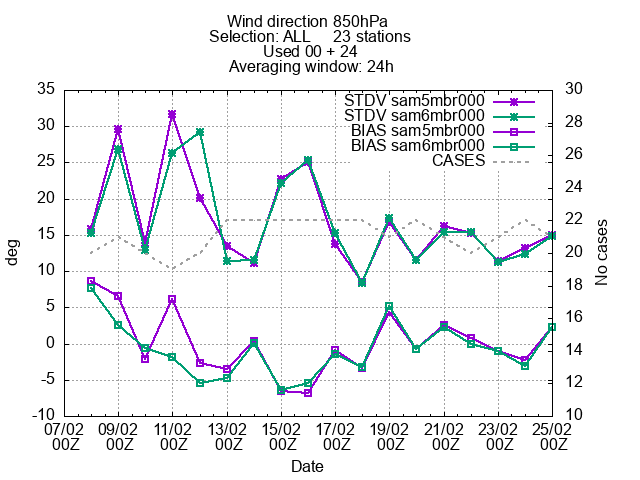 Wind direction 850hPa
Selection: ALL     23 stations
Used 00 + 24
Averaging window: 24h
STDV sam5mbr000
STDV sam6mbr000
BIAS sam5mbr000
BIAS sam6mbr000
CASES
35
30
25
20
15
10
5
0
-5
-10
deg
30
28
26
24
22
20
18
16
14
12
10
No cases
07/02 09/02 11/02 13/02 15/02 17/02 19/02 21/02 23/02 25/02
00Z 00Z 00Z 00Z 00Z 00Z 00Z 00Z 00Z 00Z
Date